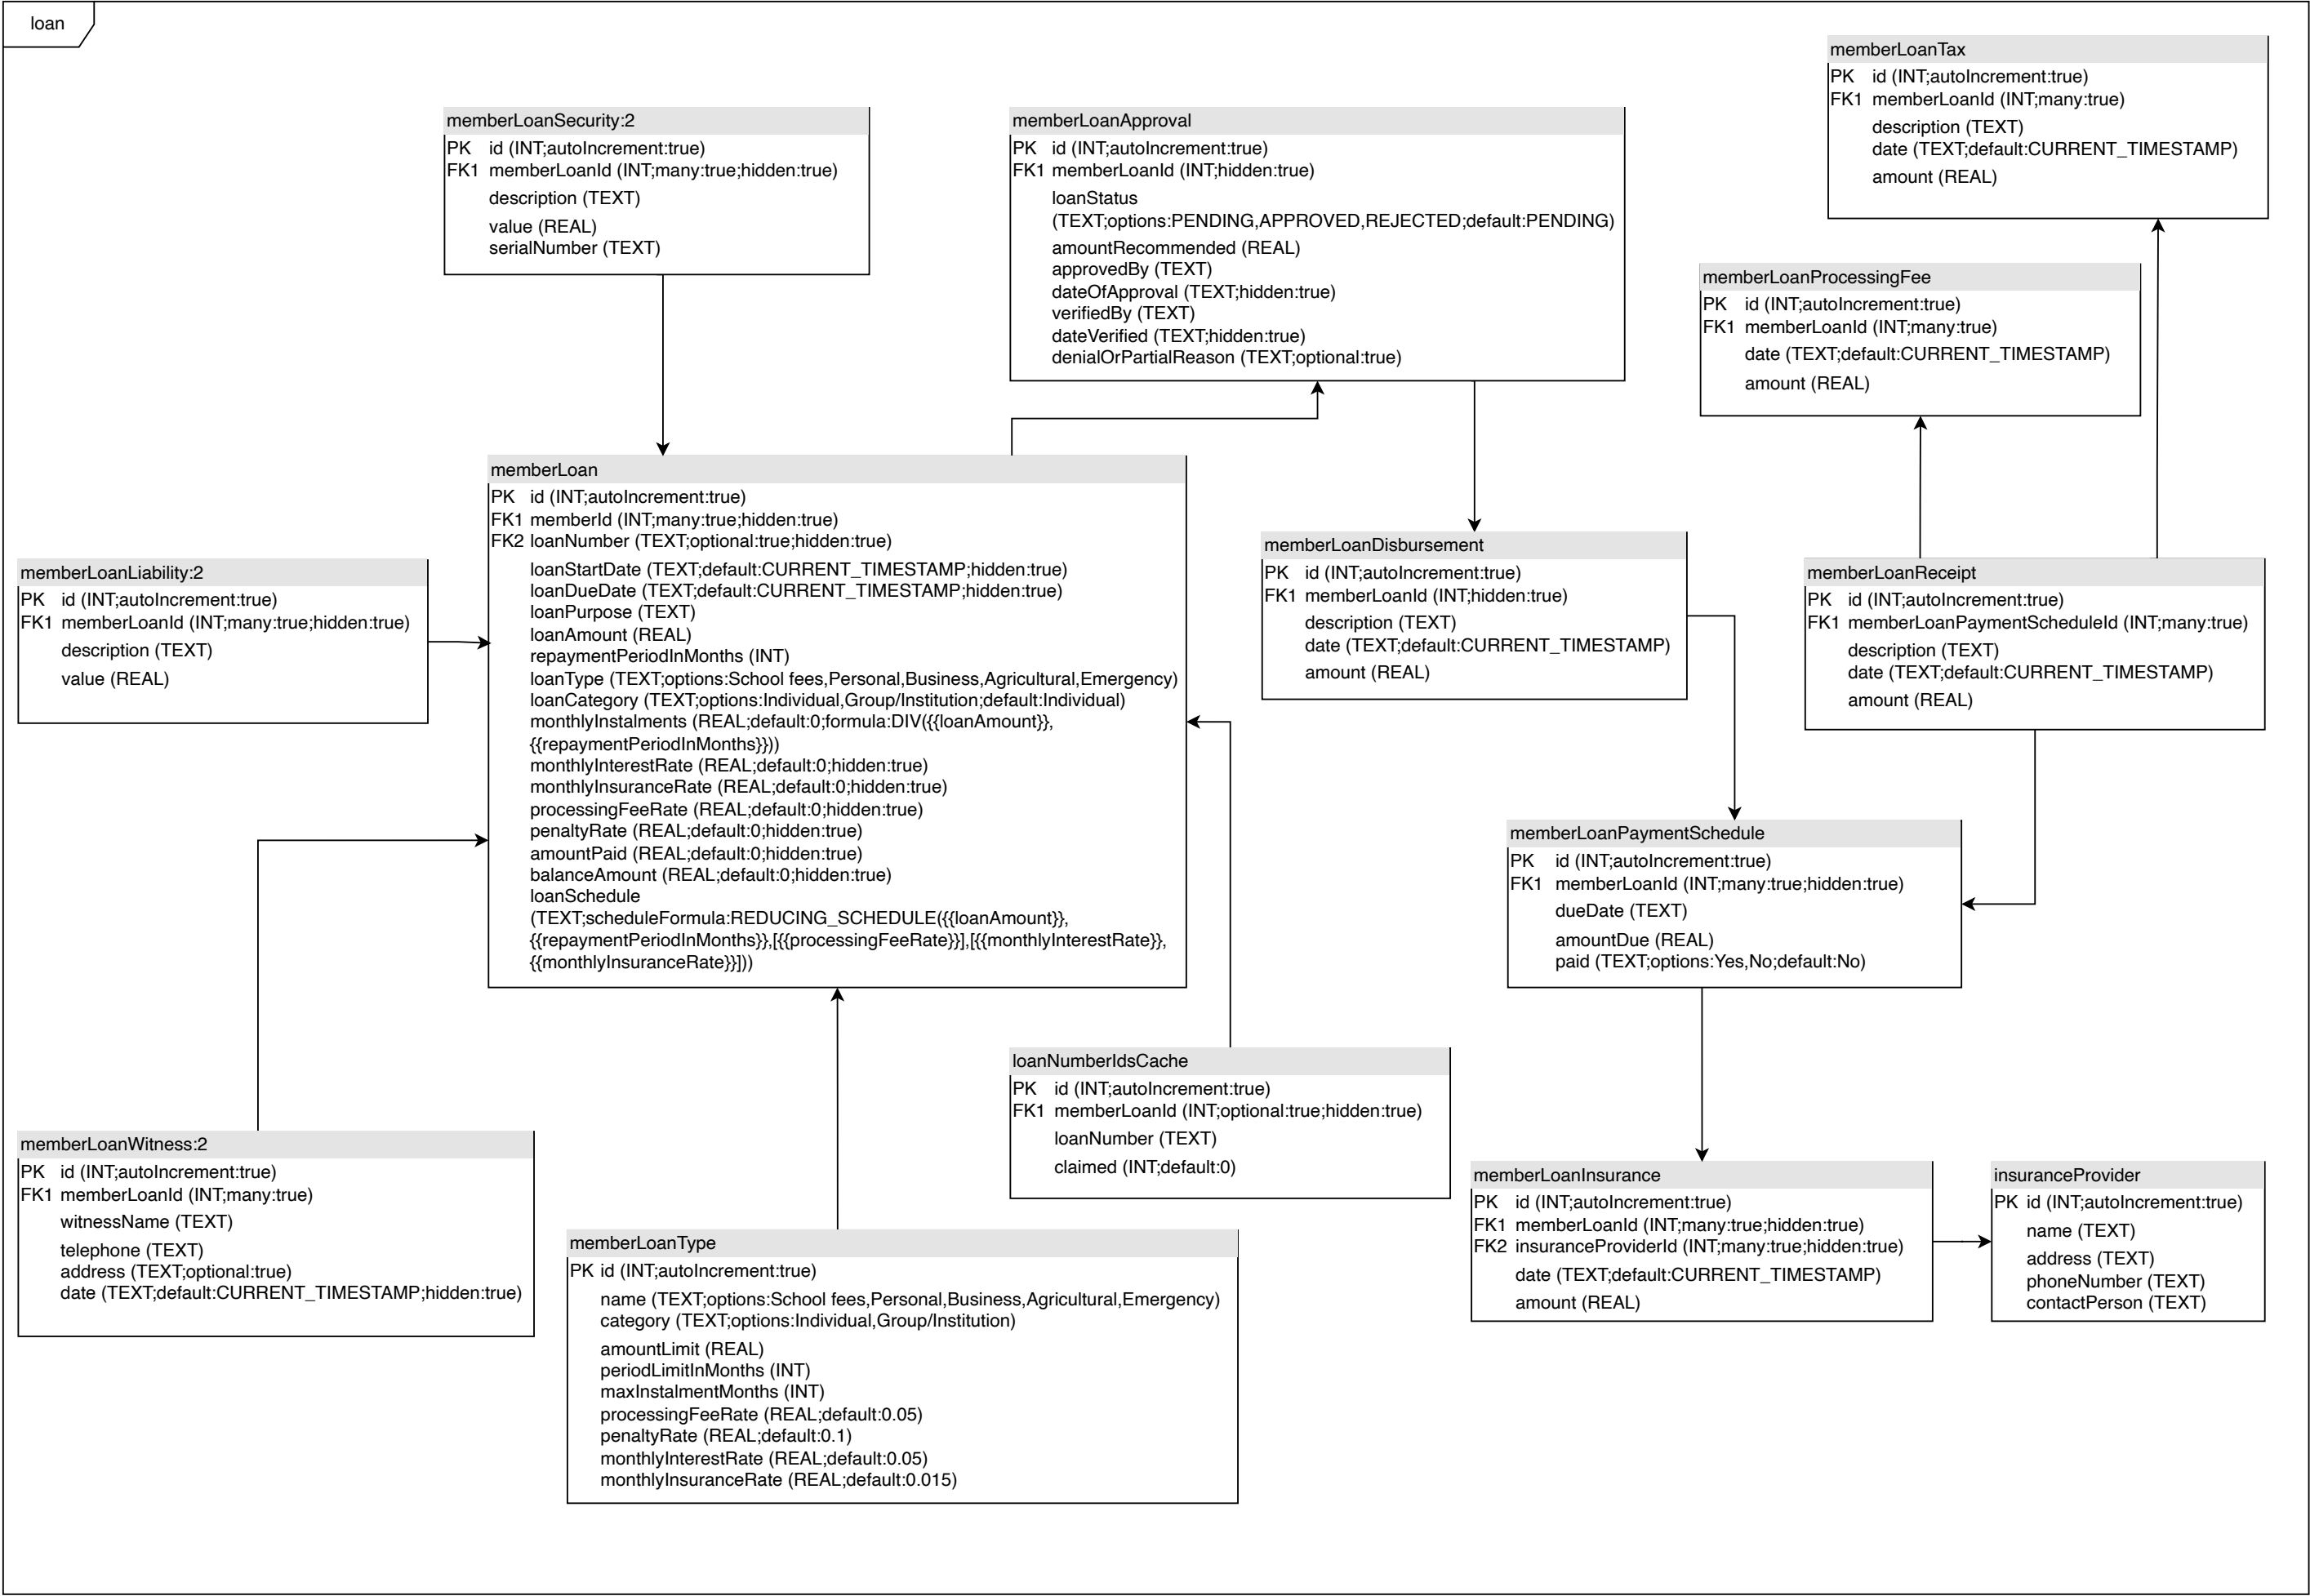 loan
memberLoanTax
PK id (INT;autoIncrement:true)
FK1 memberLoanId (INT;many:true)
description (TEXT)
date (TEXT;default:CURRENT_TIMESTAMP)
amount (REAL)
memberLoanSecurity:2
PK id (INT;autoIncrement:true)
FK1 memberLoanId (INT;many:true;hidden:true)
description (TEXT)
value (REAL)
serialNumber (TEXT)
memberLoanApproval
PK id (INT;autoIncrement:true)
FK1 memberLoanId (INT;hidden:true)
loanStatus
(TEXT;options:PENDING,APPROVED,REJECTED;default:PENDING)
amountRecommended (REAL)
approvedBy (TEXT)
dateOfApproval (TEXT;hidden:true)
verifiedBy (TEXT)
dateVerified (TEXT;hidden:true)
denialOrPartialReason (TEXT;optional:true)
memberLoanProcessingFee
PK id (INT;autoIncrement:true)
FK1 memberLoanId (INT;many:true)
date (TEXT;default:CURRENT_TIMESTAMP)
amount (REAL)
memberLoan
PK id (INT;autoIncrement:true)
FK1 memberId (INT;many:true;hidden:true)
FK2 loanNumber (TEXT;optional:true;hidden:true)
loanStartDate (TEXT;default:CURRENT_TIMESTAMP;hidden:true)
loanDueDate (TEXT;default:CURRENT_TIMESTAMP;hidden:true)
loanPurpose (TEXT)
loanAmount (REAL)
repaymentPeriodInMonths (INT)
loanType (TEXT;options:School fees,Personal,Business,Agricultural,Emergency)
loanCategory (TEXT;options:Individual,Group/Institution;default:Individual)
monthlyInstalments (REAL;default:0;formula:DIV({{loanAmount}},
{{repaymentPeriodInMonths}}))
monthlyInterestRate (REAL;default:0;hidden:true)
monthlyInsuranceRate (REAL;default:0;hidden:true)
processingFeeRate (REAL;default:0;hidden:true)
penaltyRate (REAL;default:0;hidden:true)
amountPaid (REAL;default:0;hidden:true)
balanceAmount (REAL;default:0;hidden:true)
loanSchedule
(TEXT;scheduleFormula:REDUCING_SCHEDULE({{loanAmount}},
{{repaymentPeriodInMonths}},[{{processingFeeRate}}],[{{monthlyInterestRate}},
{{monthlyInsuranceRate}}]))
memberLoanLiability:2
PK id (INT;autoIncrement:true)
FK1 memberLoanId (INT;many:true;hidden:true)
description (TEXT)
value (REAL)
memberLoanDisbursement
PK id (INT;autoIncrement:true)
FK1 memberLoanId (INT;hidden:true)
description (TEXT)
date (TEXT;default:CURRENT_TIMESTAMP)
amount (REAL)
memberLoanReceipt
PK id (INT;autoIncrement:true)
FK1 memberLoanPaymentScheduleId (INT;many:true)
description (TEXT)
date (TEXT;default:CURRENT_TIMESTAMP)
amount (REAL)
memberLoanPaymentSchedule
PK id (INT;autoIncrement:true)
FK1 memberLoanId (INT;many:true;hidden:true)
dueDate (TEXT)
amountDue (REAL)
paid (TEXT;options:Yes,No;default:No)
loanNumberIdsCache
PK id (INT;autoIncrement:true)
FK1 memberLoanId (INT;optional:true;hidden:true)
loanNumber (TEXT)
claimed (INT;default:0)
memberLoanWitness:2
PK id (INT;autoIncrement:true)
FK1 memberLoanId (INT;many:true)
witnessName (TEXT)
telephone (TEXT)
address (TEXT;optional:true)
date (TEXT;default:CURRENT_TIMESTAMP;hidden:true)
memberLoanType
PK id (INT;autoIncrement:true)
name (TEXT;options:School fees,Personal,Business,Agricultural,Emergency)
category (TEXT;options:Individual,Group/Institution)
amountLimit (REAL)
periodLimitInMonths (INT)
maxInstalmentMonths (INT)
processingFeeRate (REAL;default:0.05)
penaltyRate (REAL;default:0.1)
monthlyInterestRate (REAL;default:0.05)
monthlyInsuranceRate (REAL;default:0.015)
memberLoanInsurance
PK id (INT;autoIncrement:true)
FK1 memberLoanId (INT;many:true;hidden:true)
FK2 insuranceProviderId (INT;many:true;hidden:true)
date (TEXT;default:CURRENT_TIMESTAMP)
amount (REAL)
insuranceProvider
PK id (INT;autoIncrement:true)
name (TEXT)
address (TEXT)
phoneNumber (TEXT)
contactPerson (TEXT)